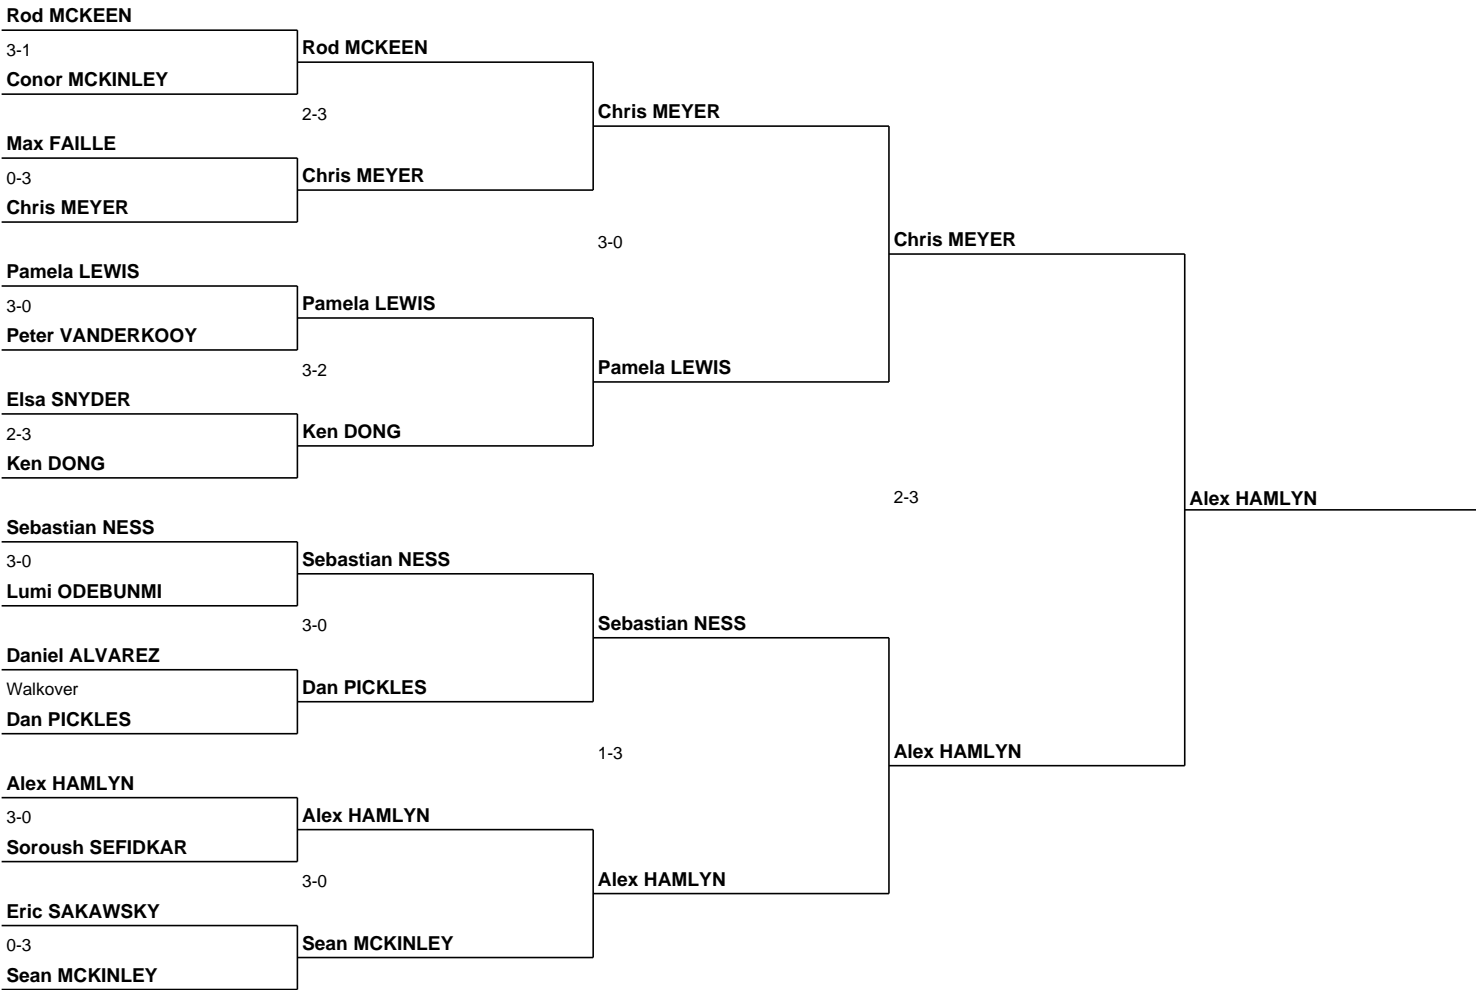 Rod MCKEEN
3-1
Conor MCKINLEY
Max FAILLE
0-3
Chris MEYER
Pamela LEWIS
3-0
Peter VANDERKOOY
Elsa SNYDER
2-3
Ken DONG
Sebastian NESS
3-0
Lumi ODEBUNMI
Daniel ALVAREZ
Walkover
Dan PICKLES
Alex HAMLYN
3-0
Soroush SEFIDKAR
Eric SAKAWSKY
0-3
Sean MCKINLEY
Rod MCKEEN
2-3
Chris MEYER
Pamela LEWIS
3-2
Ken DONG
Sebastian NESS
3-0
Dan PICKLES
Alex HAMLYN
3-0
Sean MCKINLEY
Chris MEYER
3-0
Pamela LEWIS
Sebastian NESS
1-3
Alex HAMLYN
Chris MEYER
2-3
Alex HAMLYN
Alex HAMLYN